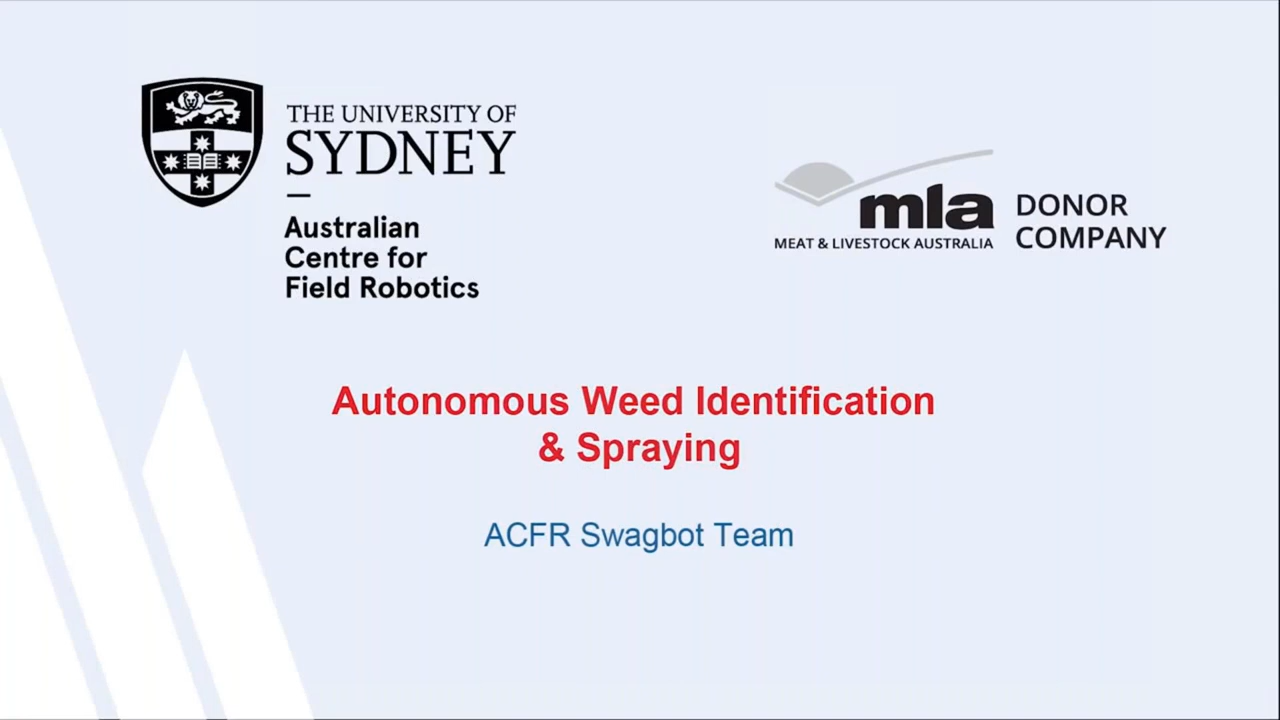 THE UNIVERSITY OF
SYDNEY
Australian
Centre for
Field Robotics
mla
MEAT & LIVESTOCK AUSTRALIA
DONOR
COMPANY
Autonomous Weed Identification
& Spraying
ACFR Swagbot Team